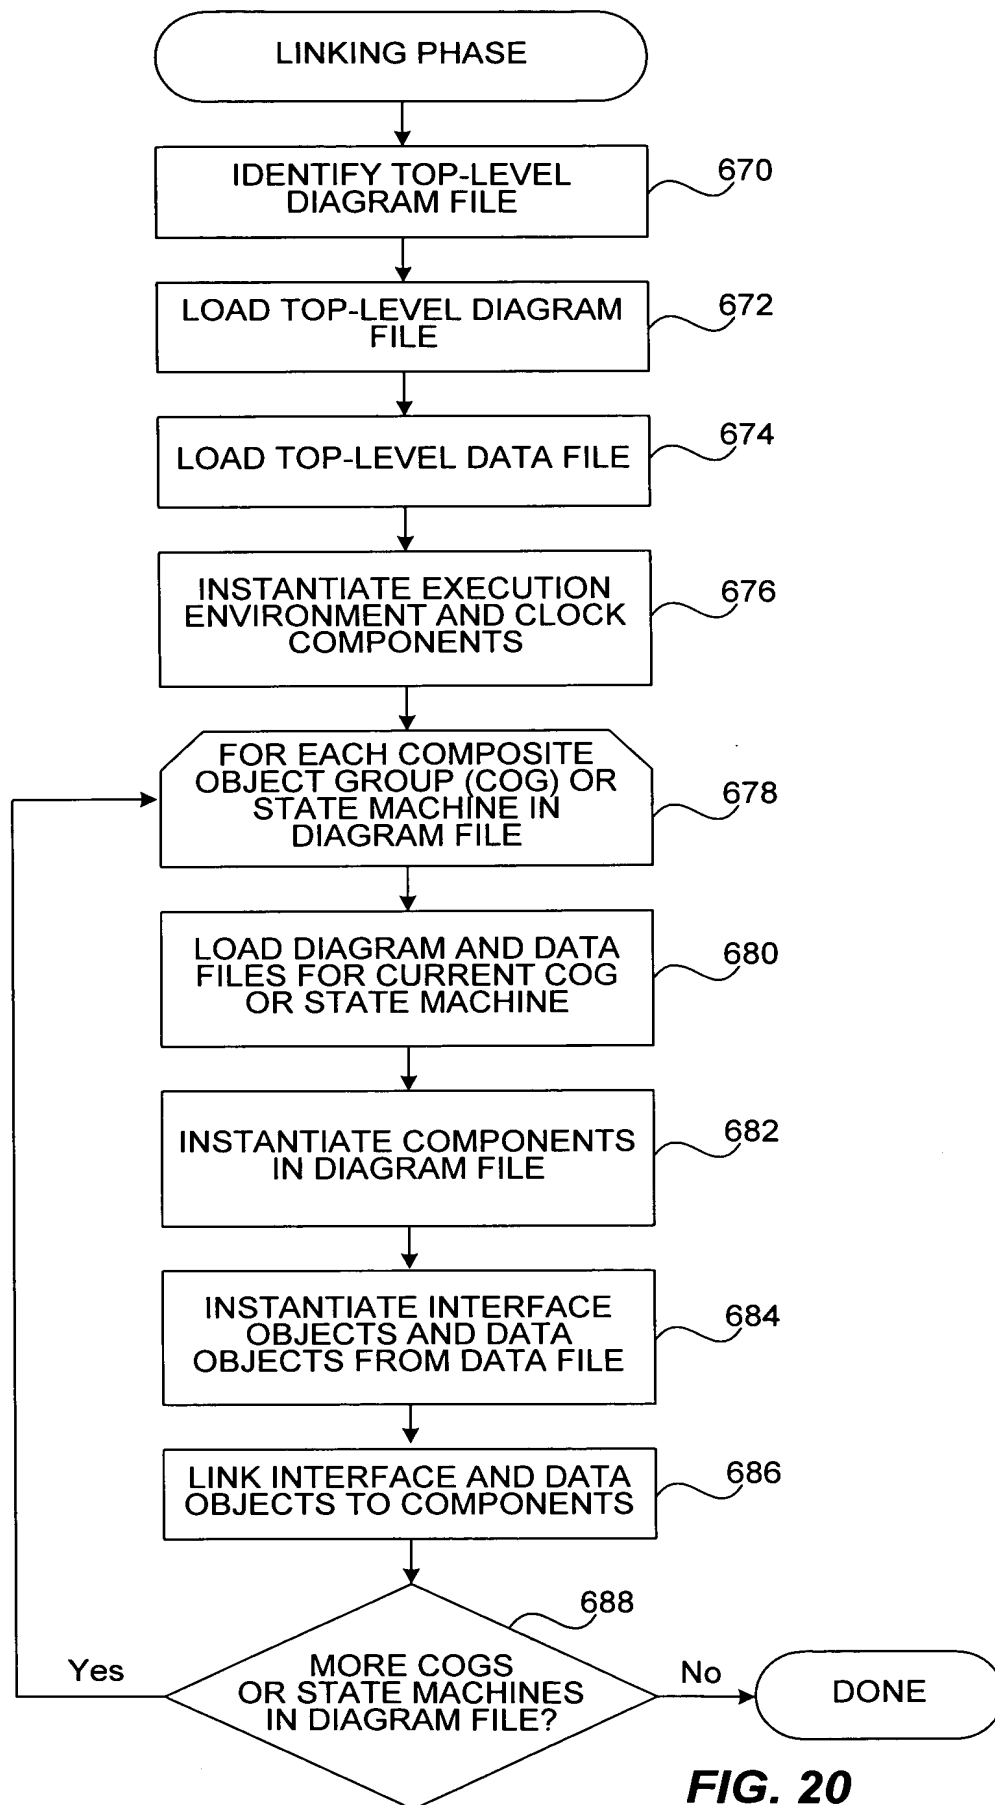 LINKING PHASE
IDENTIFY TOP-LEVEL
DIAGRAM FILE
670
LOAD TOP-LEVEL DIAGRAM
FILE
672
LOAD TOP-LEVEL DATA FILE
674
INSTANTIATE EXECUTION
ENVIRONMENT AND CLOCK
COMPONENTS
676
FOR EACH COMPOSITE
OBJECT GROUP (COG) OR
STATE MACHINE IN
DIAGRAM FILE
678
LOAD DIAGRAM AND DATA
FILES FOR CURRENT COG
OR STATE MACHINE
680
INSTANTIATE COMPONENTS
IN DIAGRAM FILE
682
INSTANTIATE INTERFACE
OBJECTS AND DATA
OBJECTS FROM DATA FILE
684
LINK INTERFACE AND DATA
OBJECTS TO COMPONENTS
686
688
MORE COGS
OR STATE MACHINES
IN DIAGRAM FILE?
Yes
No
DONE
FIG. 20